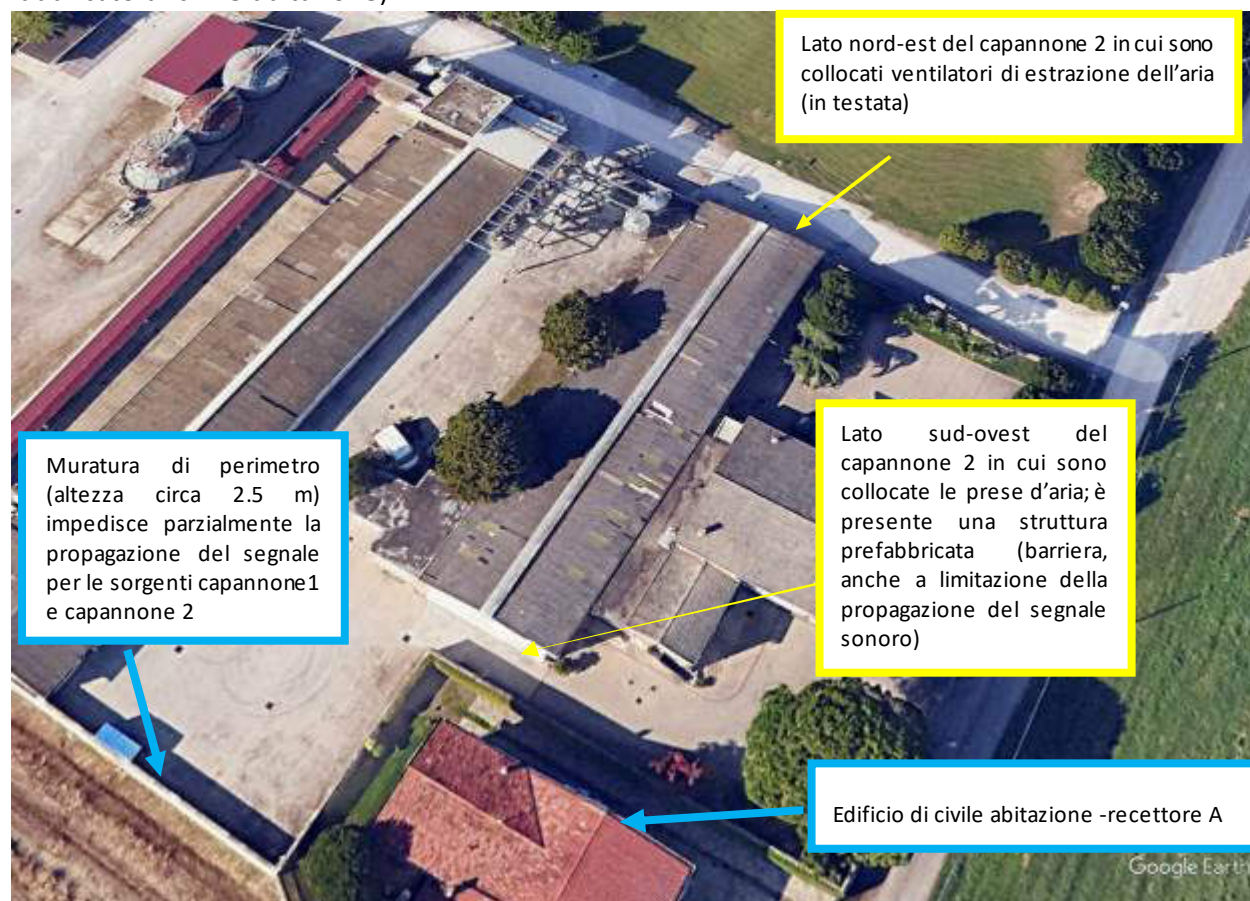 Lato nord-est del capannone 2 in cui sono
collocati ventilatori di estrazione dell'aria
(in testata)
Muratura di perimetro
(altezza circa 2.5 m)
impedisce parzialmente la
propagazione del segnale
per le sorgenti capannone 1
e capannone 2
Lato sud-ovest del
capannone 2 in cui sono
collocate le prese d'aria; è
presente una struttura
prefabbricata (barriera,
anche a limitazione della
propagazione del segnale
sonoro)
Edificio di civile abitazione -recettore A
Google Earth